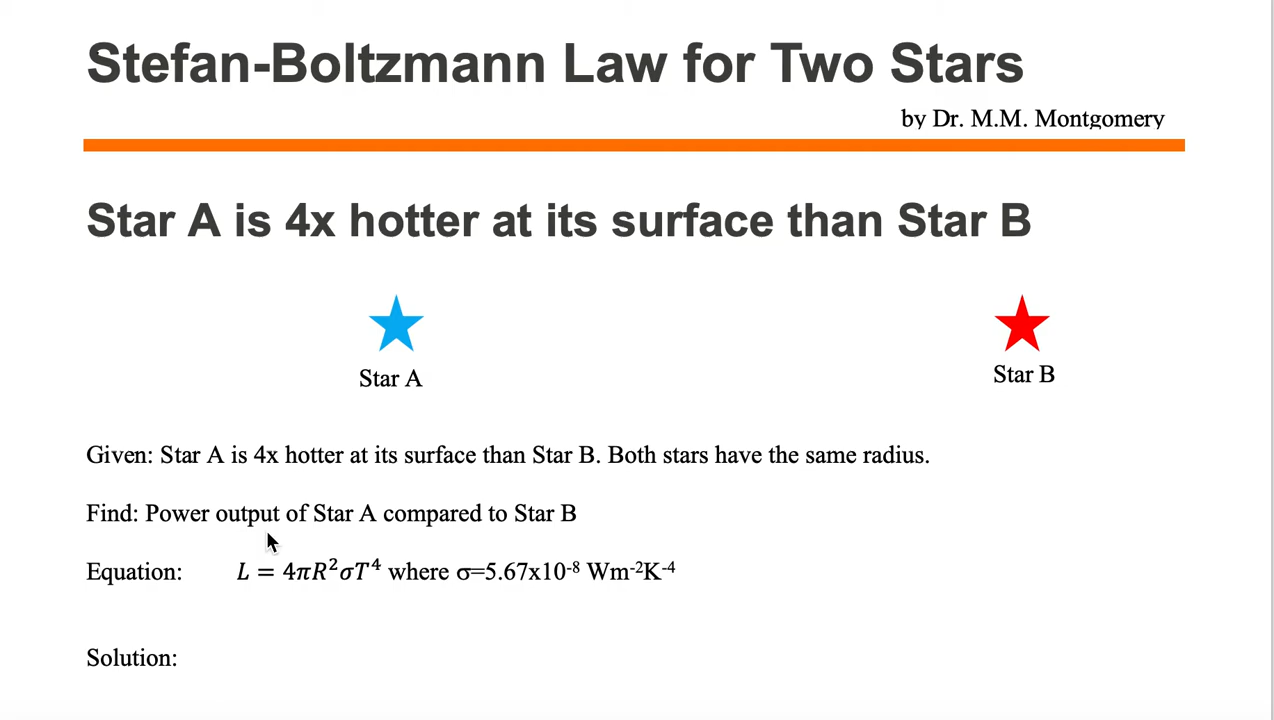 Stefan-Boltzmann Law for Two Stars
by Dr. M.M. Montgomery
Star A is 4x hotter at its surface than Star B
Star A
Star B
Given: Star A is 4x hotter at its surface than Star B. Both stars have the same radius.
Find: Power output of Star A compared to Star B
Equation: L = 4πR²σT⁴ where σ=5.67x10⁻⁸ Wm⁻²K⁻⁴
Solution: